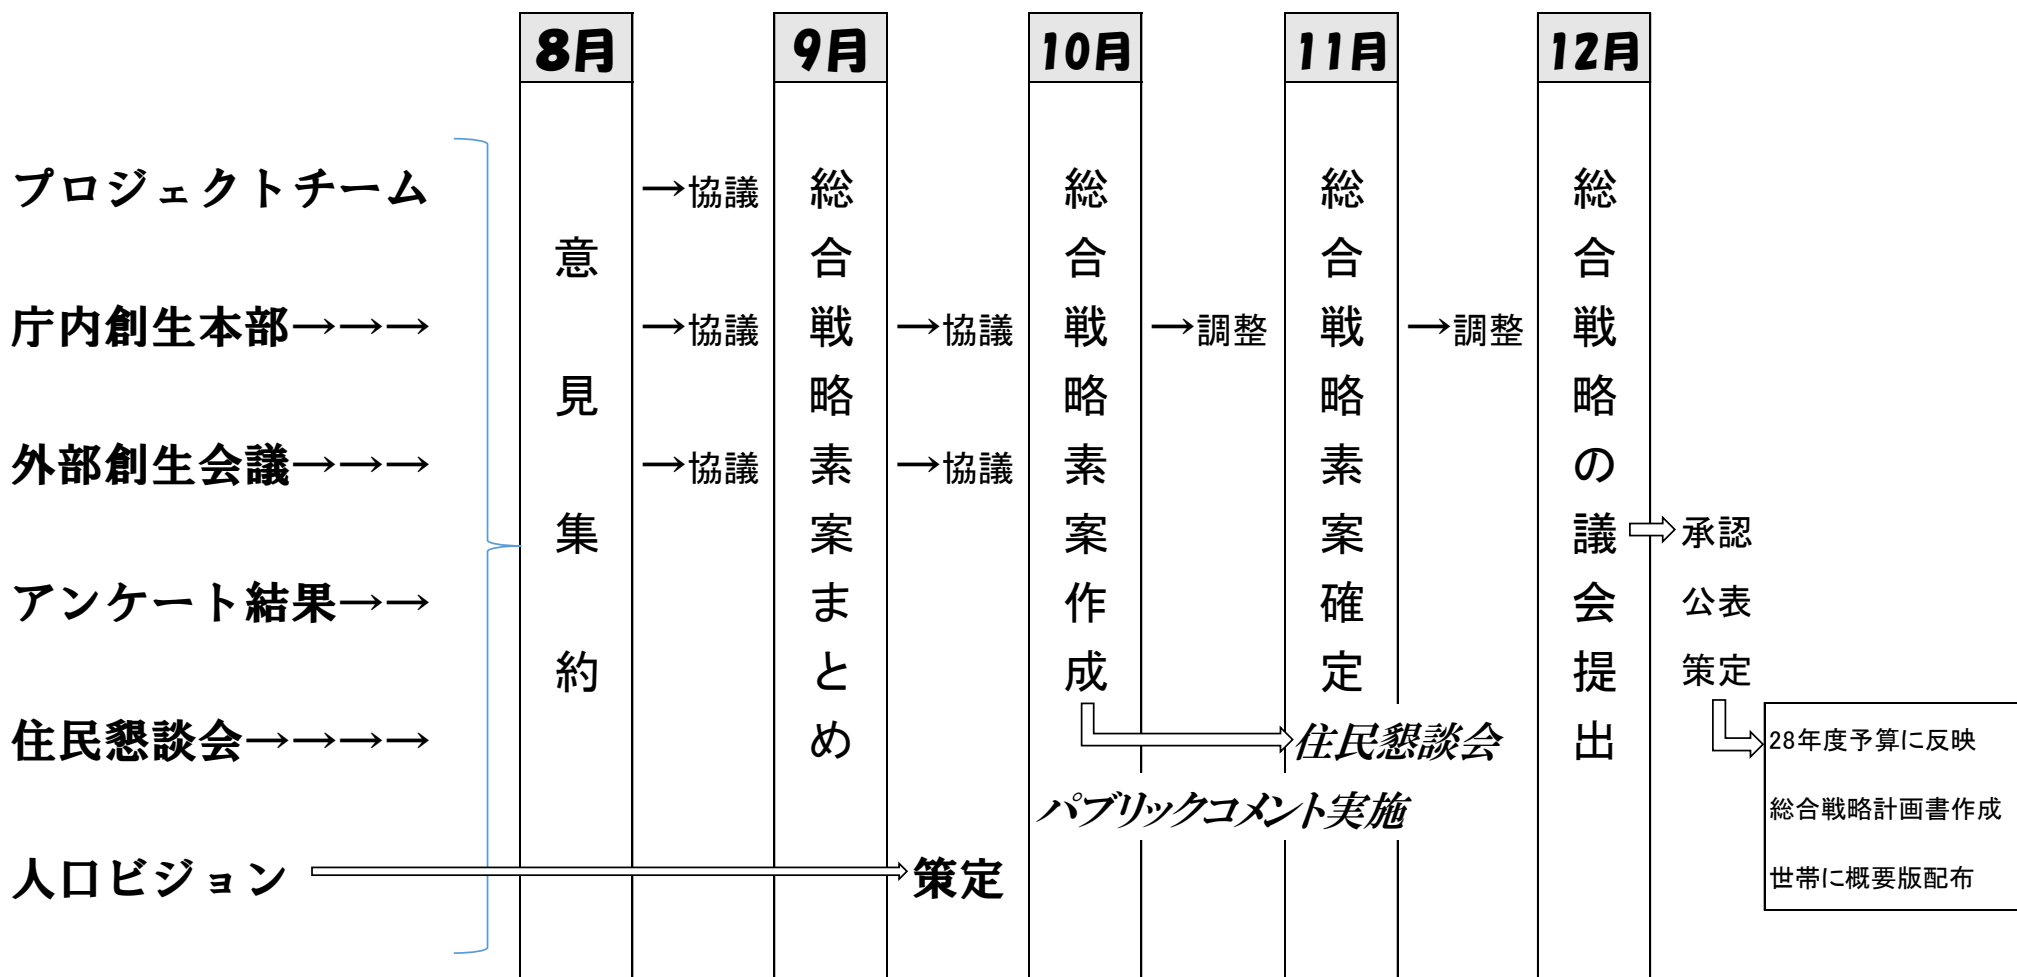 8月 9月 10月 11月 12月
プロジェクトチーム
庁内創生本部→→→
外部創生会議→→→
アンケート結果→→
住民懇談会→→→→
人口ビジョン
意見集約
→協議
→協議
→協議
総合戦略素案まとめ
→協議
→協議
策定
総合戦略素案作成
→調整
総合戦略素案確定
→調整
住民懇談会
パブリックコメント実施
総合戦略の議会提出
承認
公表
策定
28年度予算に反映
総合戦略計画書作成
世帯に概要版配布